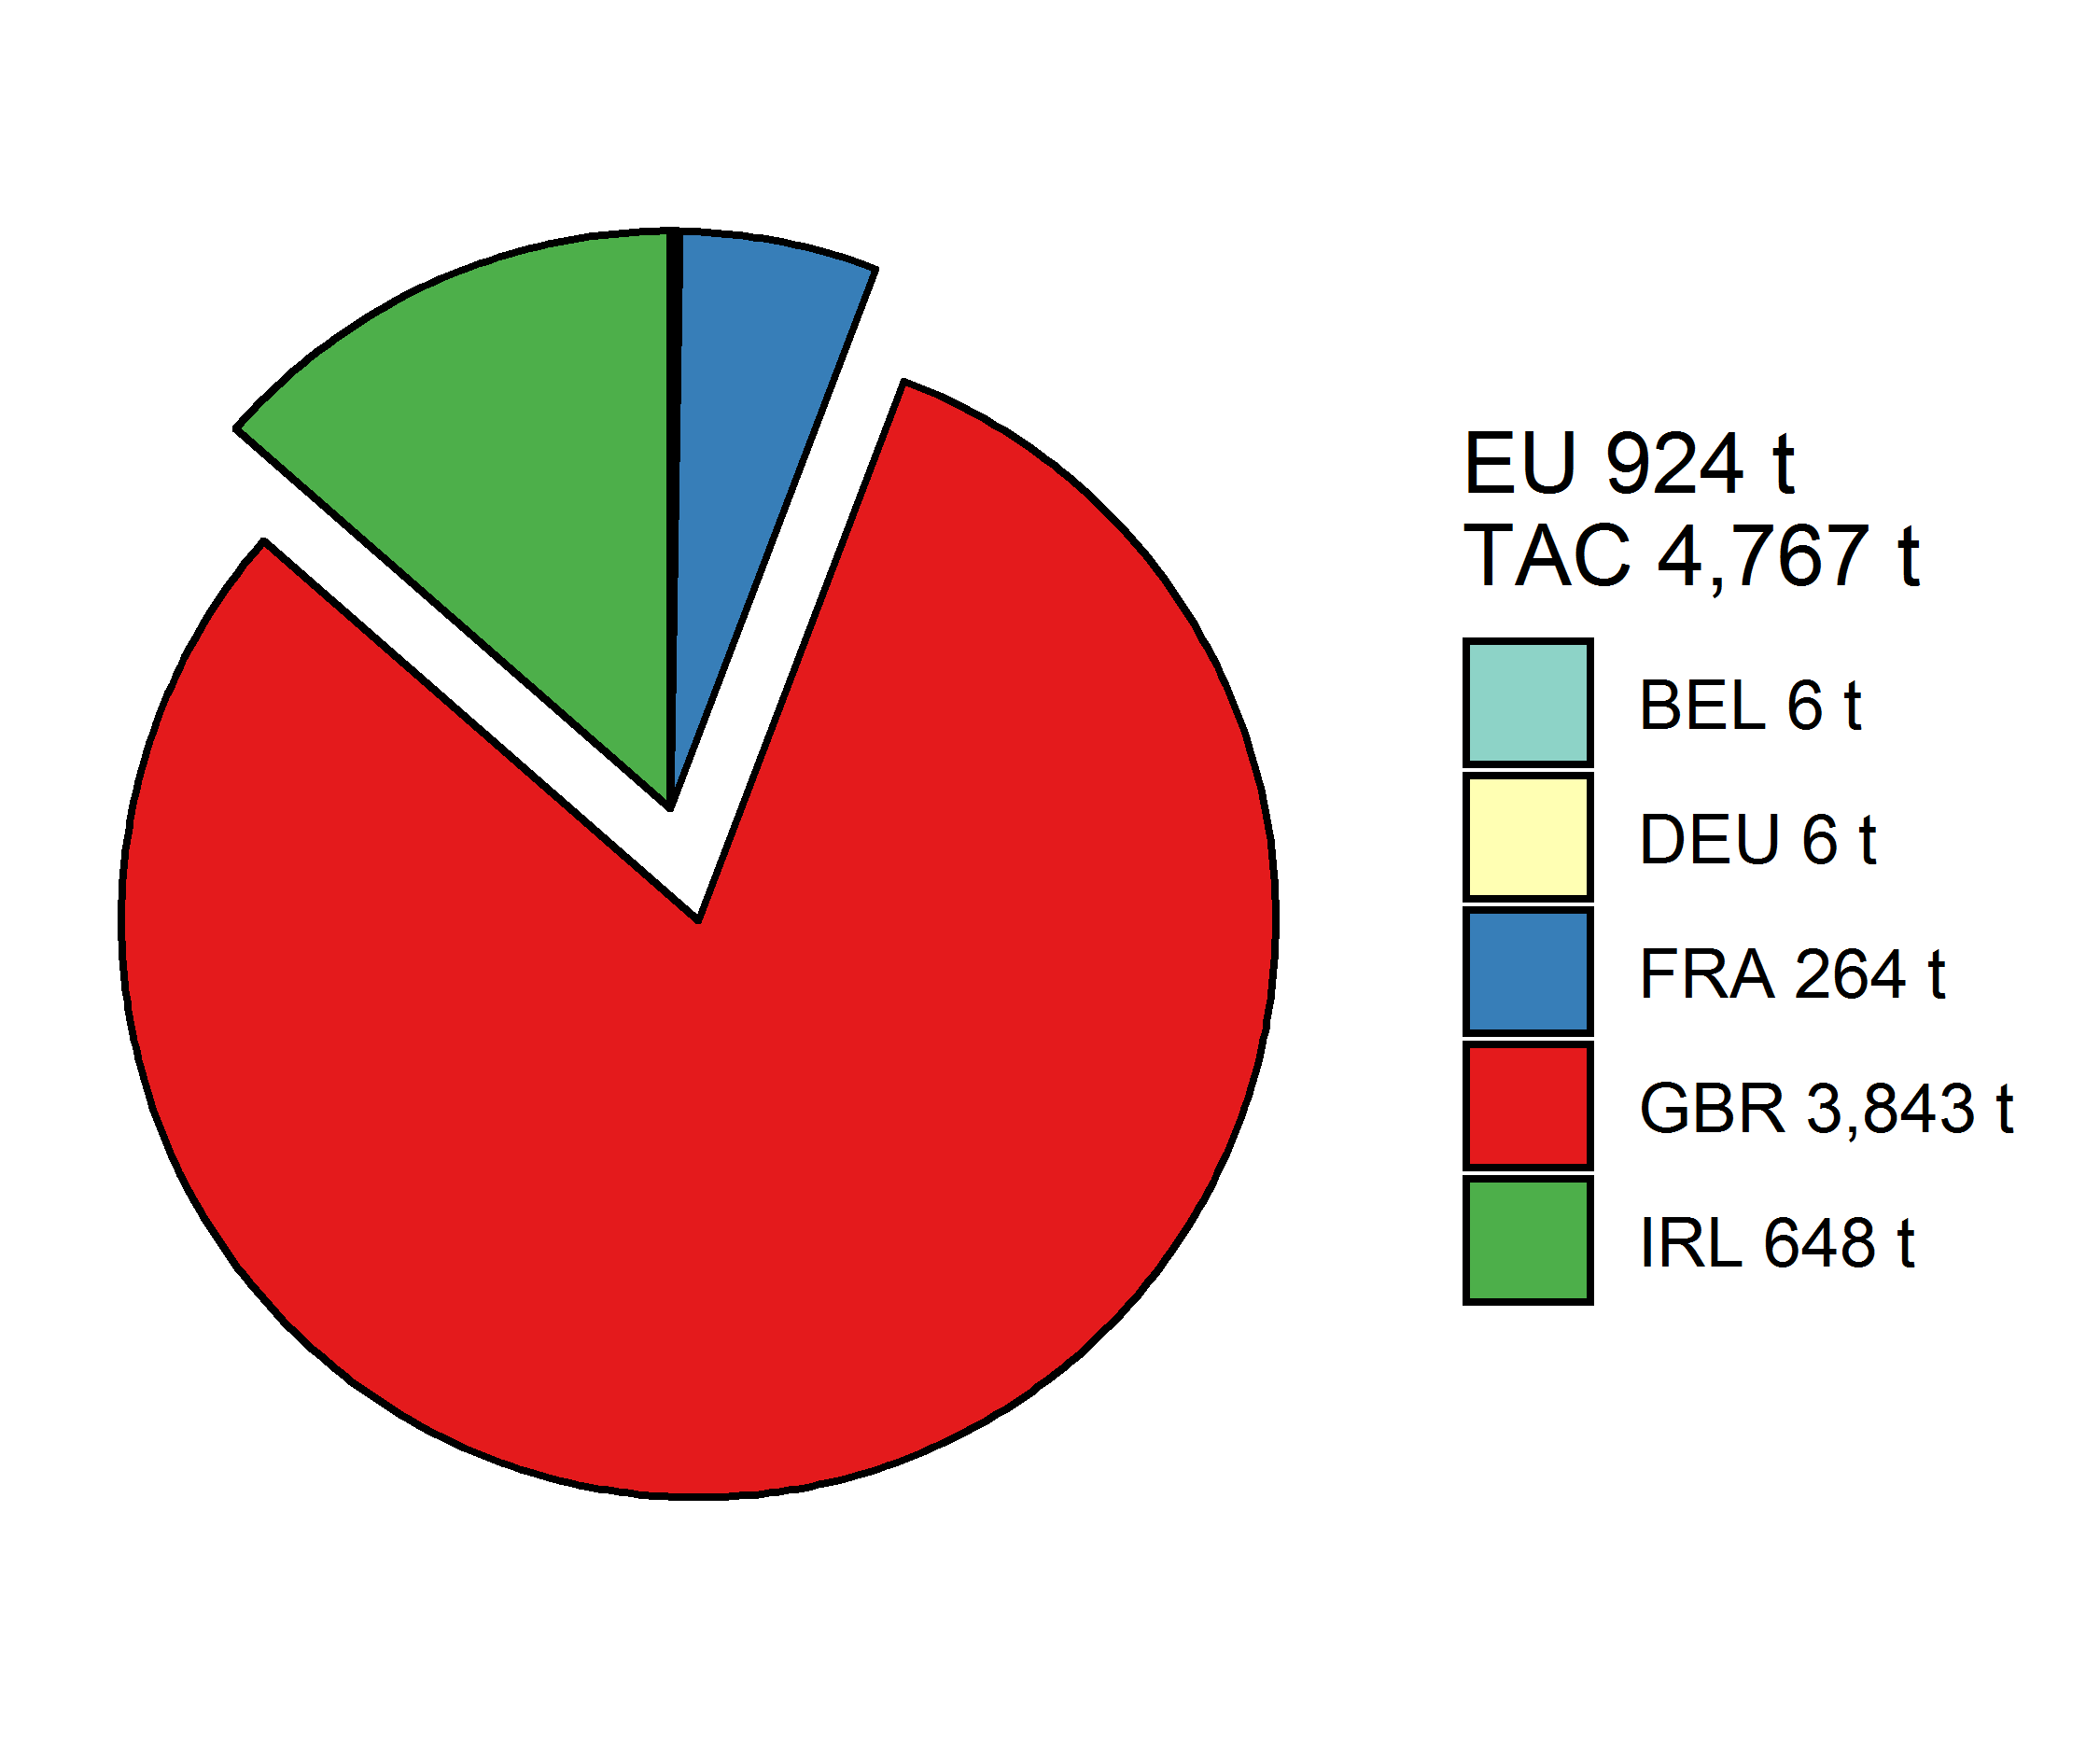 EU 924 t
TAC 4,767 t
BEL 6 t
DEU 6 t
FRA 264 t
GBR 3,843 t
IRL 648 t